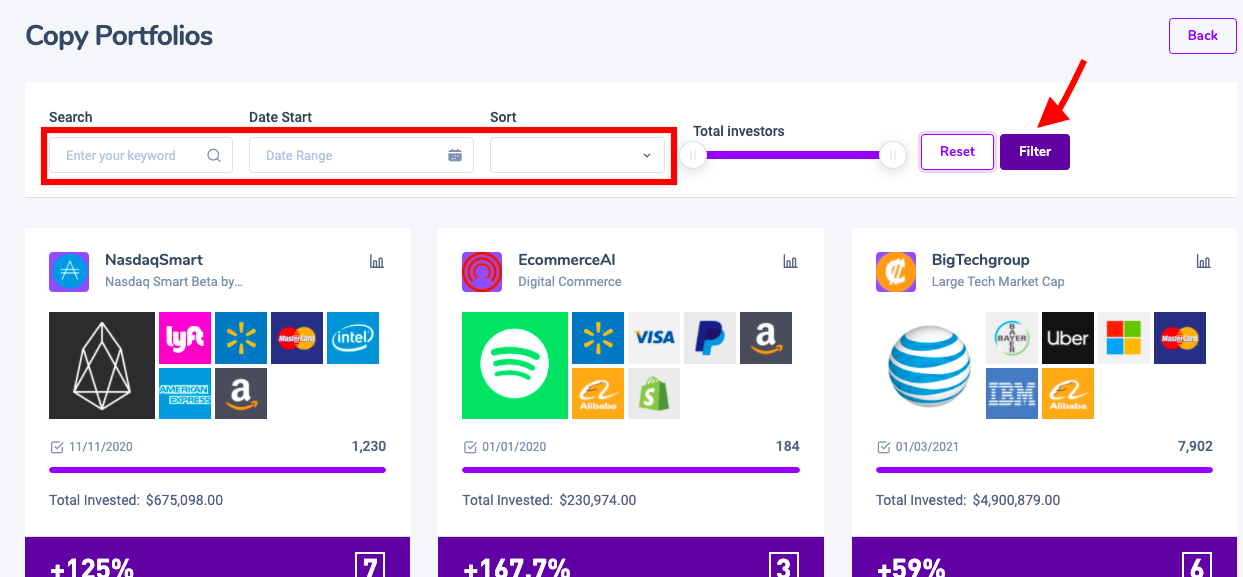 Copy Portfolios
Back
Search
Date Start
Sort
Enter your keyword
Date Range
Total investors
Reset
Filter
NasdaqSmart
Nasdaq Smart Beta by...
lyft
MasterCard
intel
AMERICAN EXPRESS
a
11/11/2020
1,230
Total Invested: $675,098.00
+125%
7
EcommerceAI
Digital Commerce
VISA
a
Alibaba
S
01/01/2020
184
Total Invested: $230,974.00
+167.7%
3
BigTechgroup
Large Tech Market Cap
BAYER
BAYER
Uber
MasterCard
IBM
Alibaba
01/03/2021
7,902
Total Invested: $4,900,879.00
+59%
6